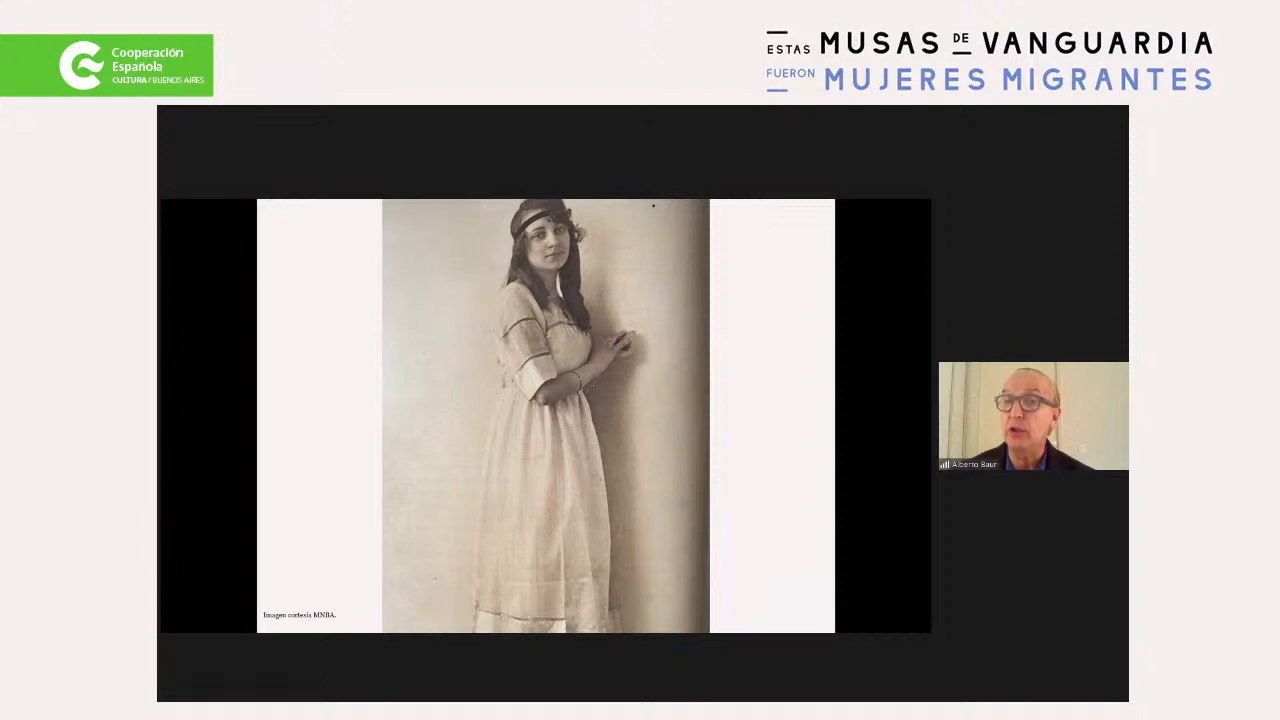 Cooperación
Española
CULTURA / BUENOS AIRES
ESTAS MUSAS DE VANGUARDIA
FUERON MUJERES MIGRANTES
Alberto Baur
Imagen cortesía MNBA.